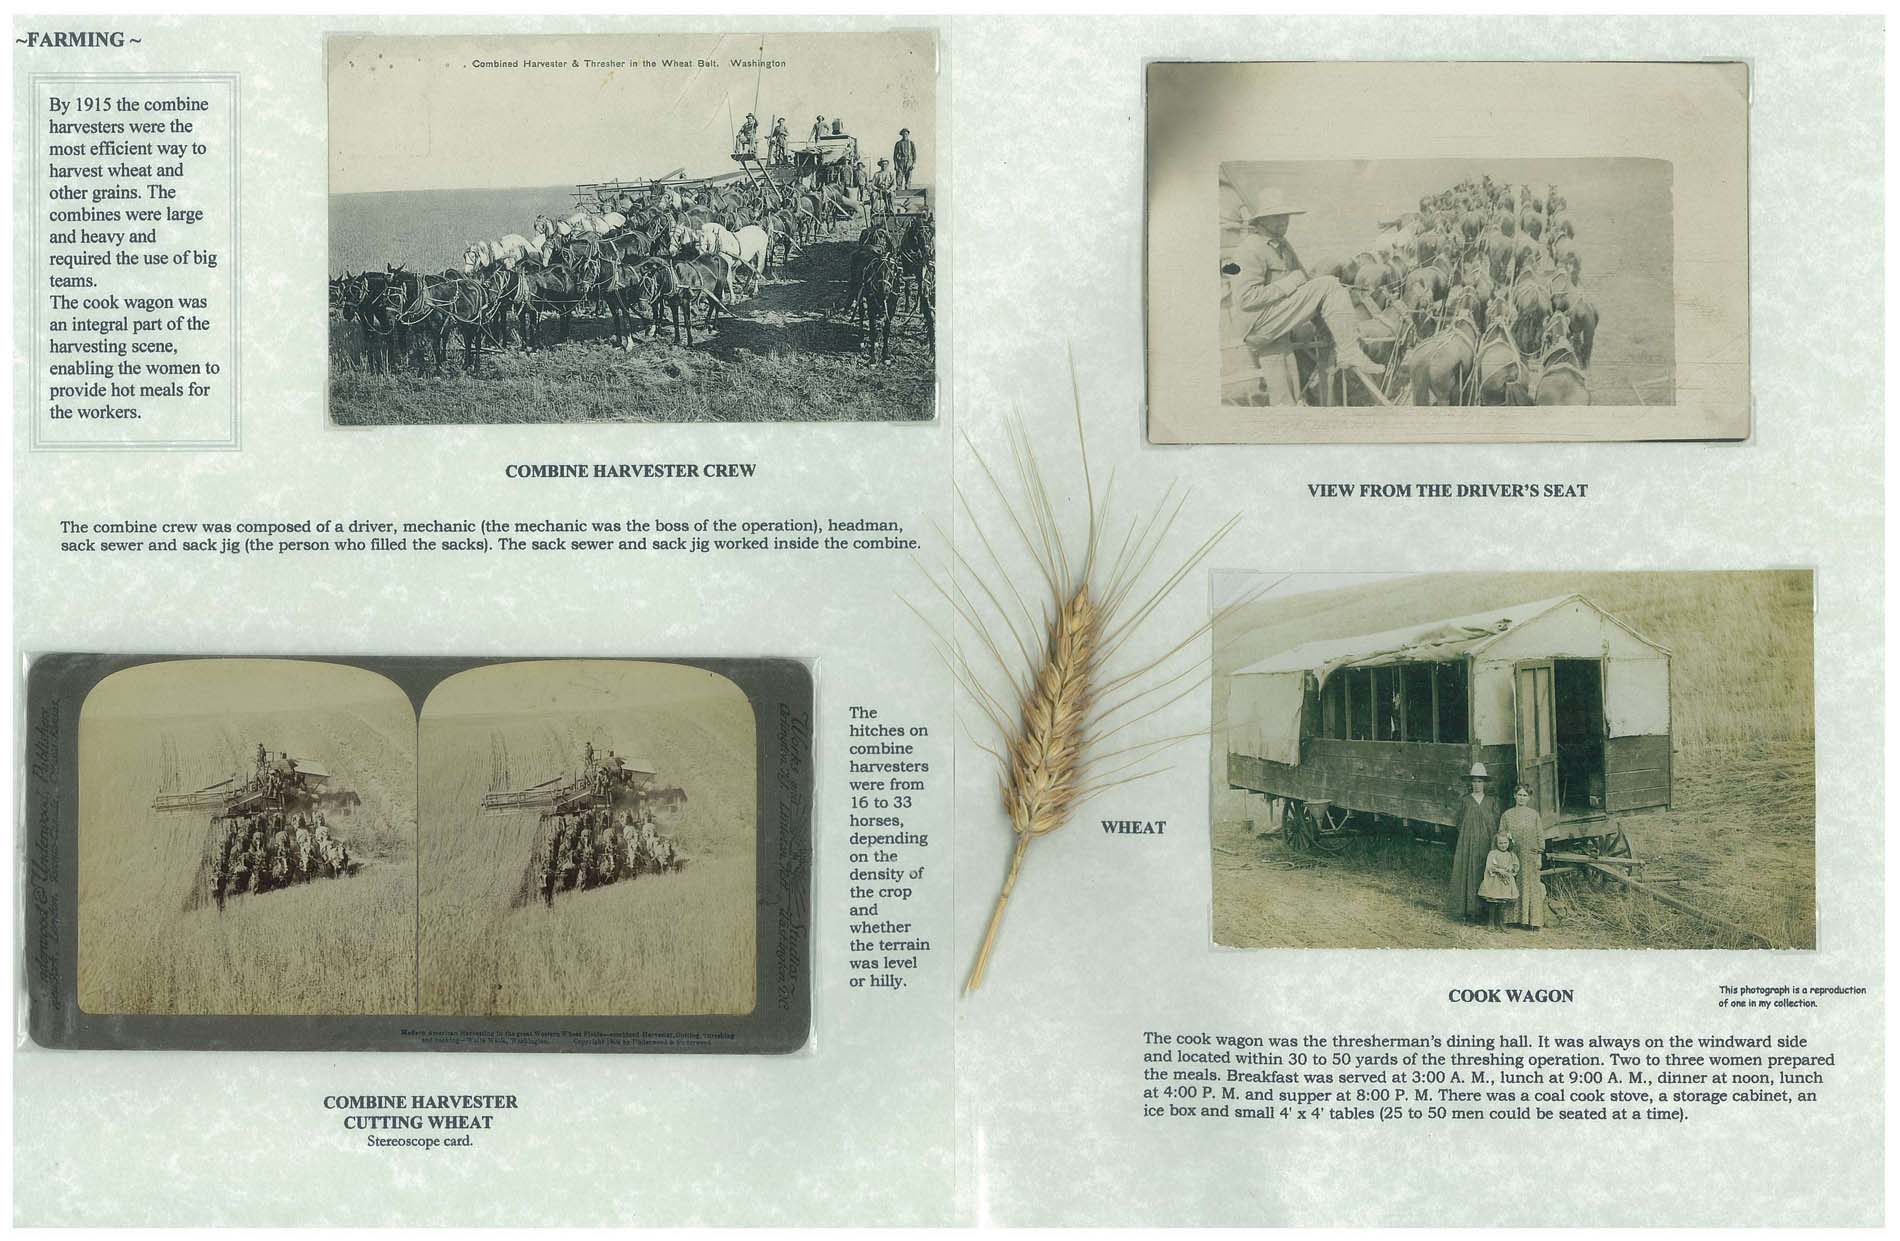 ~FARMING ~
By 1915 the combine
harvesters were the
most efficient way to
harvest wheat and
other grains. The
combines were large
and heavy and
required the use of big
teams.
The cook wagon was
an integral part of the
harvesting scene,
enabling the women to
provide hot meals for
the workers.
Combined Harvester & Thresher in the Wheat Belt. Washington
COMBINE HARVESTER CREW
The combine crew was composed of a driver, mechanic (the mechanic was the boss of the operation), headman,
sack sewer and sack jig (the person who filled the sacks). The sack sewer and sack jig worked inside the combine.
Underwood & Underwood, Publishers
New York, London,
Works and Studios
Arlington, N.J.
Modern American Harvesting in the great Western Wheat Fields—combined Harvester, Cutting, threshing
and sacking—Walla Walla, Washington. Copyright by Underwood & Underwood
The
hitches on
combine
harvesters
were from
16 to 33
horses,
depending
on the
density of
the crop
and
whether
the terrain
was level
or hilly.
COMBINE HARVESTER
CUTTING WHEAT
Stereoscope card.
VIEW FROM THE DRIVER'S SEAT
WHEAT
COOK WAGON
This photograph is a reproduction
of one in my collection.
The cook wagon was the thresherman's dining hall. It was always on the windward side
and located within 30 to 50 yards of the threshing operation. Two to three women prepared
the meals. Breakfast was served at 3:00 A. M., lunch at 9:00 A. M., dinner at noon, lunch
at 4:00 P. M. and supper at 8:00 P. M. There was a coal cook stove, a storage cabinet, an
ice box and small 4' x 4' tables (25 to 50 men could be seated at a time).